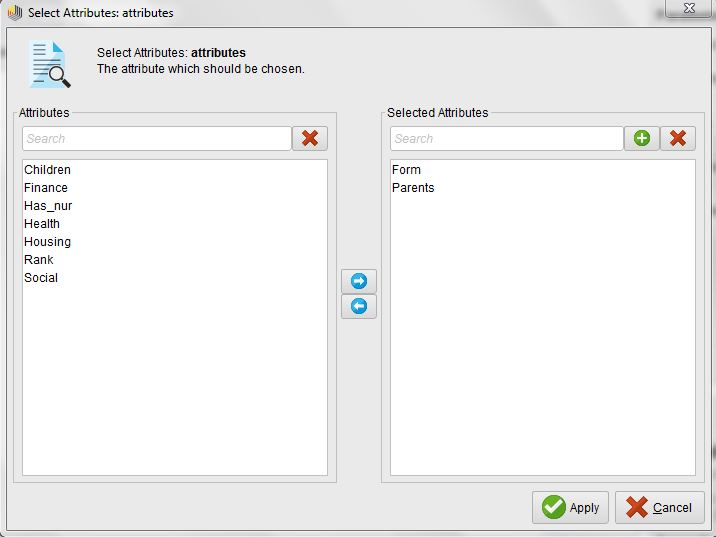 Select Attributes: attributes
Select Attributes: attributes
The attribute which should be chosen.
Attributes
Search
Children
Finance
Has_nur
Health
Housing
Rank
Social
Selected Attributes
Search
Form
Parents
Apply
Cancel